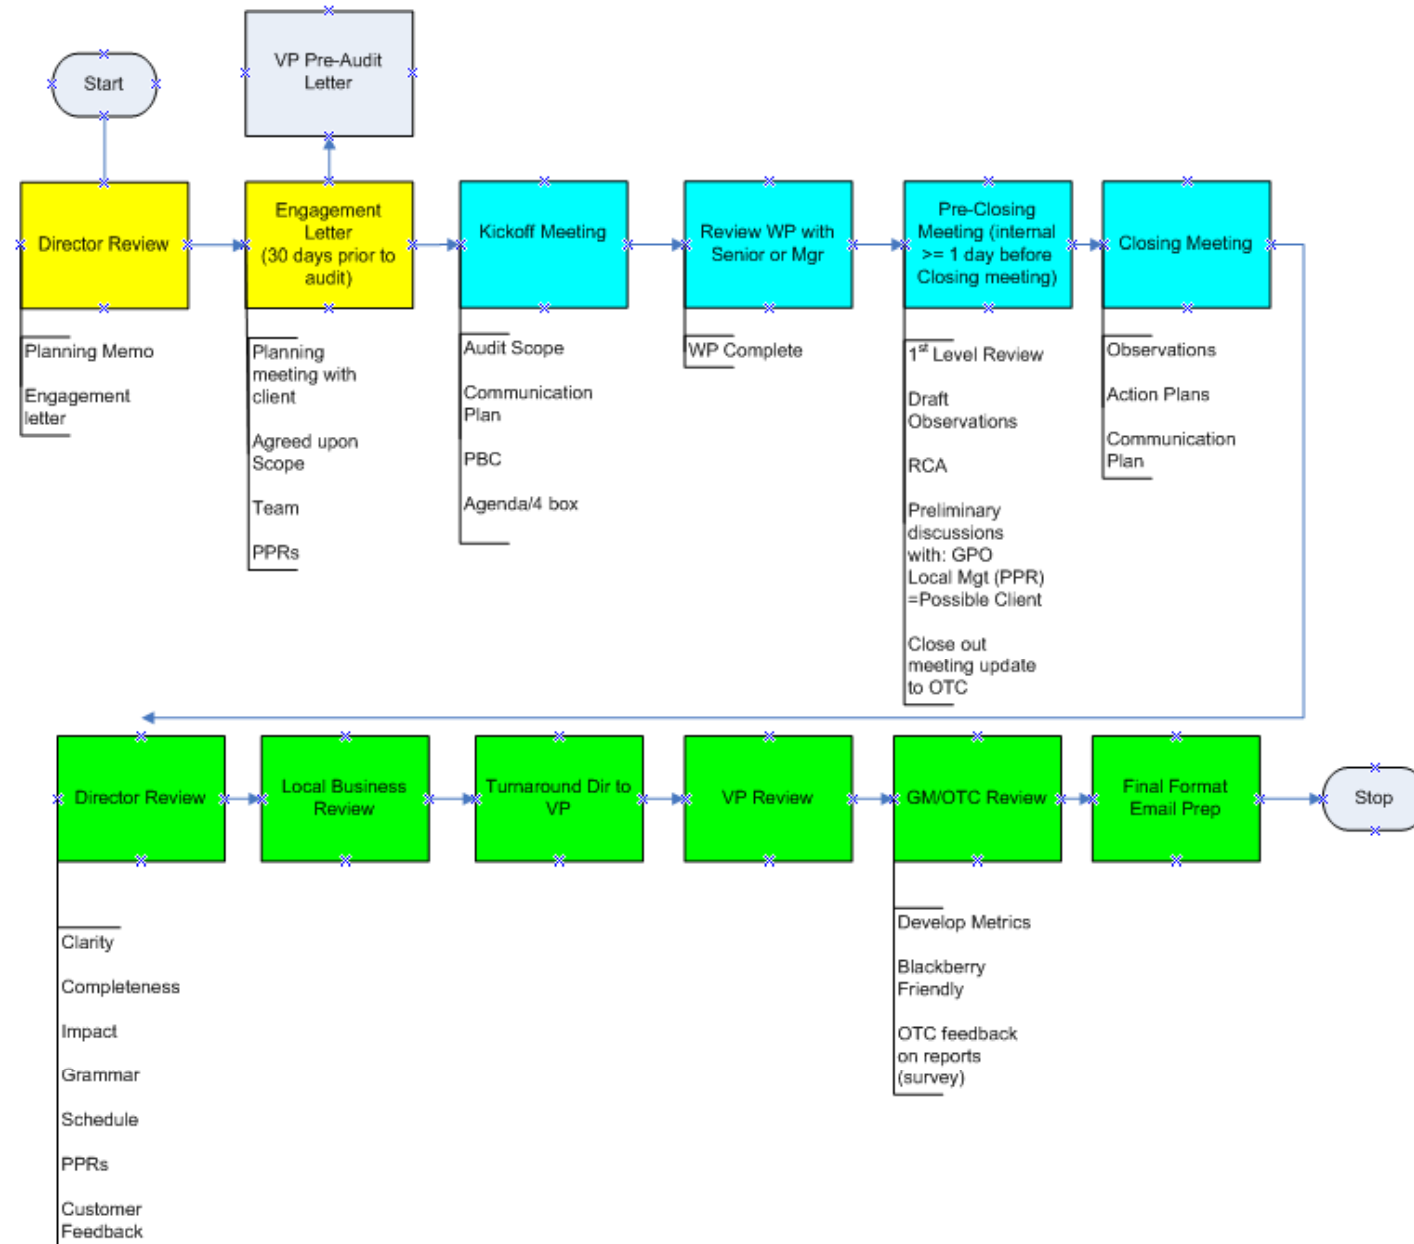 Start
VP Pre-Audit
Letter
Director Review
Engagement
Letter
(30 days prior to
audit)
Kickoff Meeting
Review WP with
Senior or Mgr
Pre-Closing
Meeting (internal
>= 1 day before
Closing meeting)
Closing Meeting
Planning Memo
Engagement
letter
Planning
meeting with
client
Agreed upon
Scope
Team
PPRs
Audit Scope
Communication
Plan
PBC
Agenda/4 box
WP Complete
1st Level Review
Draft
Observations
RCA
Preliminary
discussions
with: GPO
Local Mgt (PPR)
=Possible Client
Close out
meeting update
to OTC
Observations
Action Plans
Communication
Plan
Director Review
Local Business
Review
Turnaround Dir to
VP
VP Review
GM/OTC Review
Final Format
Email Prep
Stop
Clarity
Completeness
Impact
Grammar
Schedule
PPRs
Customer
Feedback
Develop Metrics
Blackberry
Friendly
OTC feedback
on reports
(survey)